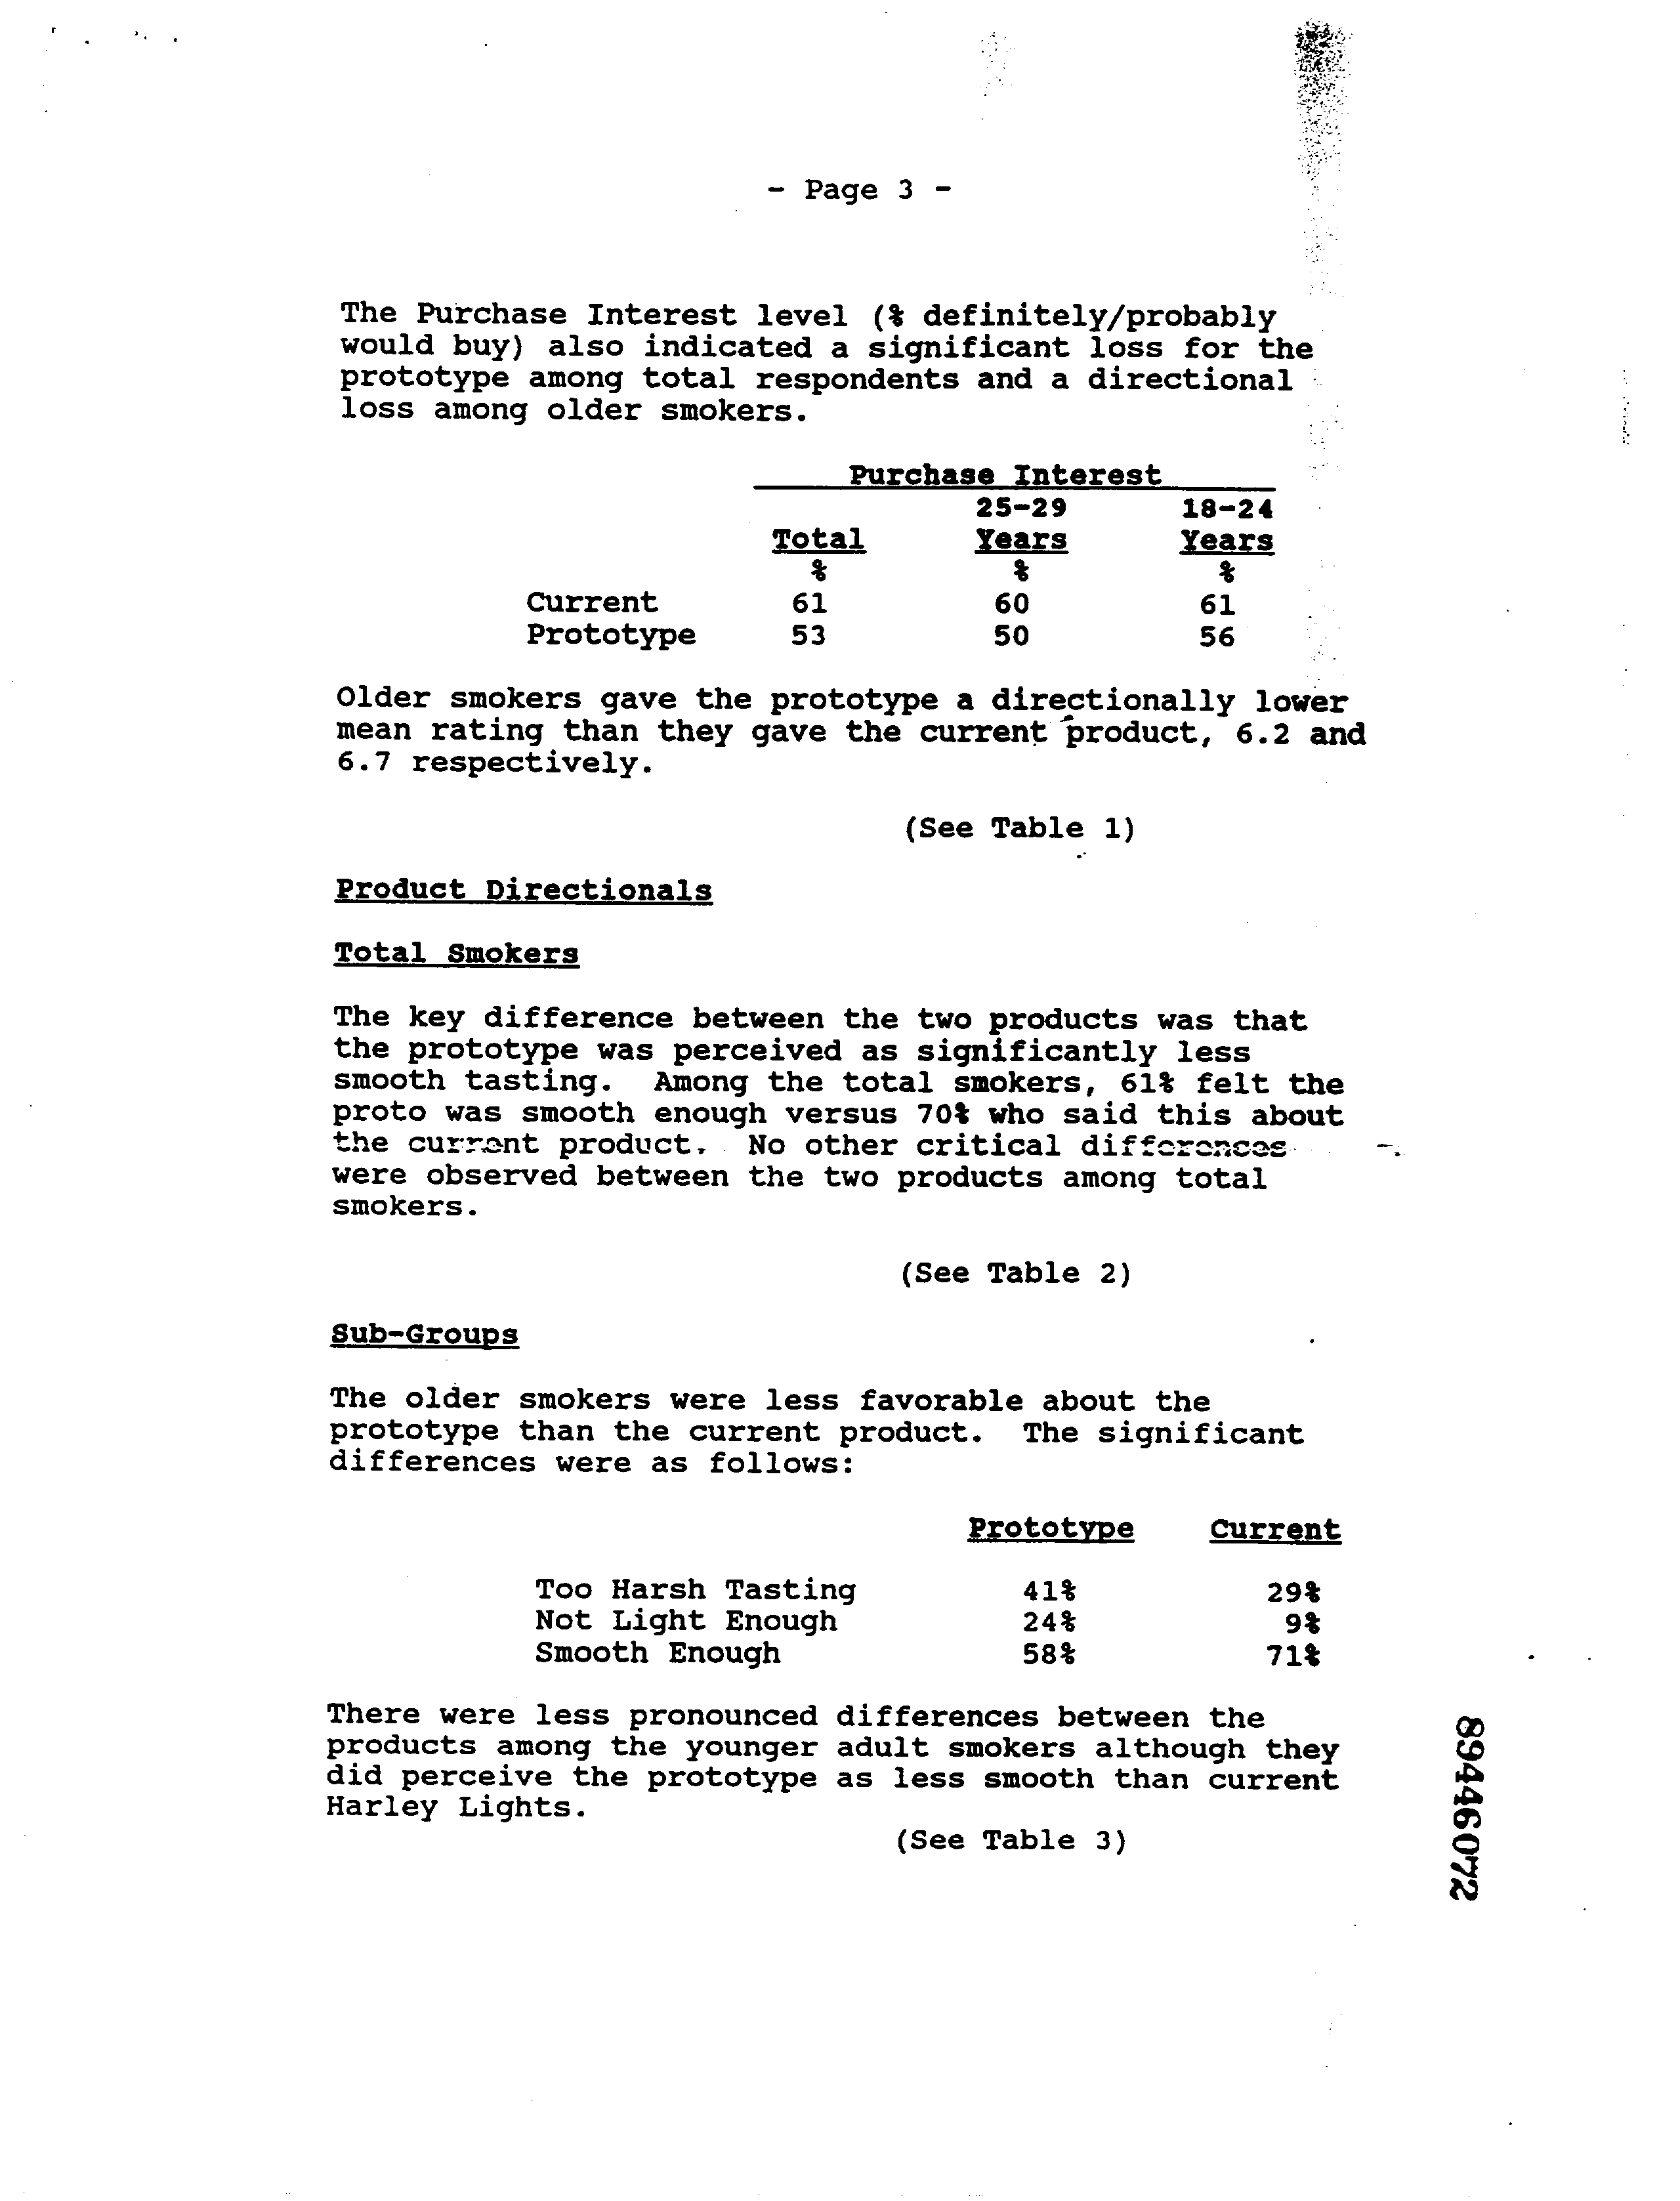 - Page 3 -
The Purchase Interest level (% definitely/probably
would buy) also indicated a significant loss for the
prototype among total respondents and a directional
loss among older smokers.
Purchase Interest
25-29 18-24
Total Years Years
% % %
Current 61 60 61
Prototype 53 50 56
Older smokers gave the prototype a directionally lower
mean rating than they gave the current product, 6.2 and
6.7 respectively.
(See Table 1)
Product Directionals
Total Smokers
The key difference between the two products was that
the prototype was perceived as significantly less
smooth tasting. Among the total smokers, 61% felt the
proto was smooth enough versus 70% who said this about
the current product. No other critical differences
were observed between the two products among total
smokers.
(See Table 2)
Sub-Groups
The older smokers were less favorable about the
prototype than the current product. The significant
differences were as follows:
Prototype Current
Too Harsh Tasting 41% 29%
Not Light Enough 24% 9%
Smooth Enough 58% 71%
There were less pronounced differences between the
products among the younger adult smokers although they
did perceive the prototype as less smooth than current
Harley Lights.
(See Table 3)
89446072